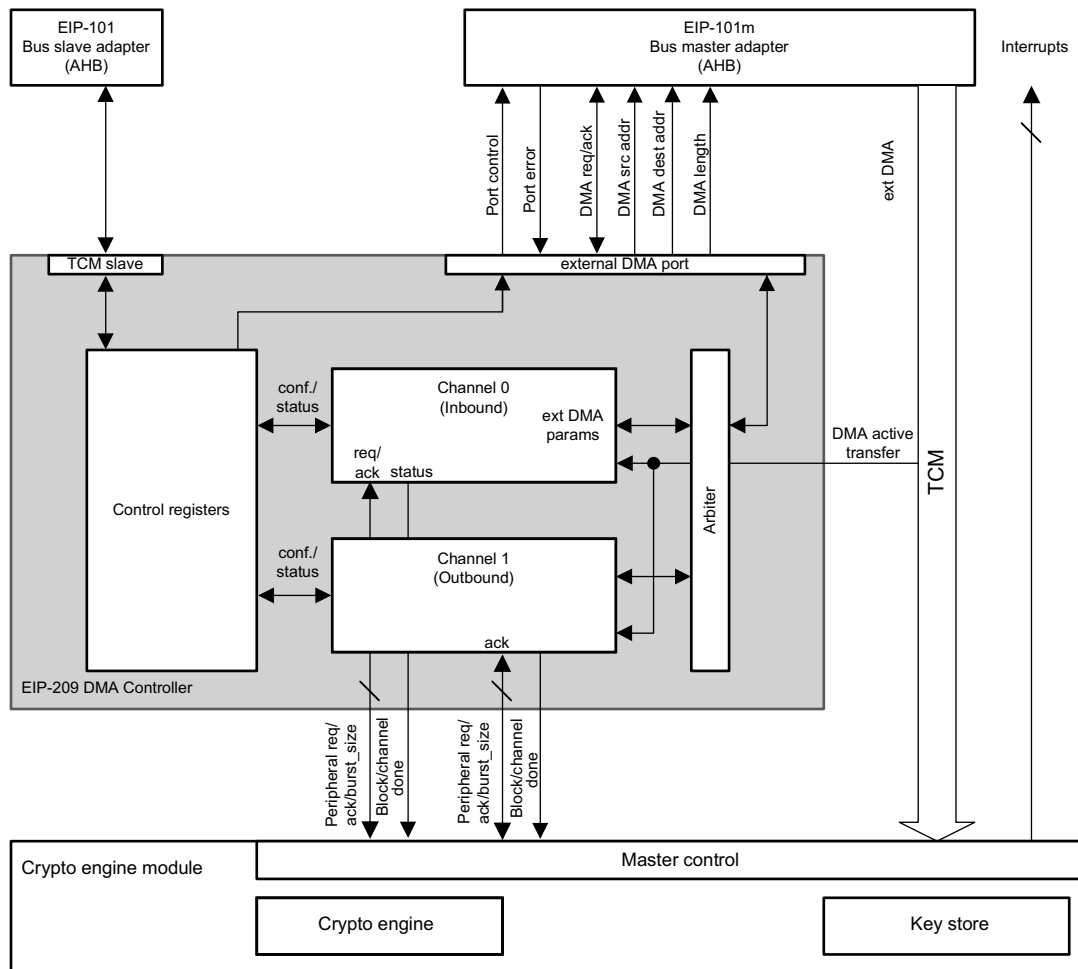 EIP-101
Bus slave adapter
(AHB)
EIP-101m
Bus master adapter
(AHB)
Interrupts
Port control
Port error
DMA req/ack
DMA src addr
DMA dest addr
DMA length
ext DMA
TCM slave
external DMA port
conf./
status
Channel 0
(Inbound)
ext DMA
params
req/
ack
status
DMA active
transfer
TCM
Control registers
Arbiter
conf./
status
Channel 1
(Outbound)
ack
EIP-209 DMA Controller
Peripheral req/
ack/burst_size
Block/channel
done
Peripheral req/
ack/burst_size
Block/channel
done
Crypto engine module
Master control
Crypto engine
Key store